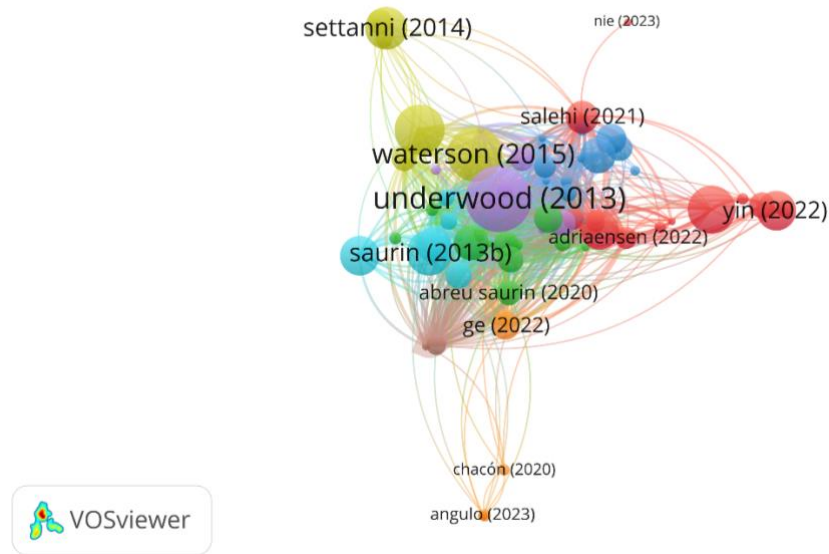 settanni (2014)
nie (2023)
salehi (2021)
waterson (2015)
underwood (2013)
yin (2022)
adriaensen (2022)
saurin (2013b)
abreu saurin (2020)
ge (2022)
chacón (2020)
angulo (2023)
VOSviewer